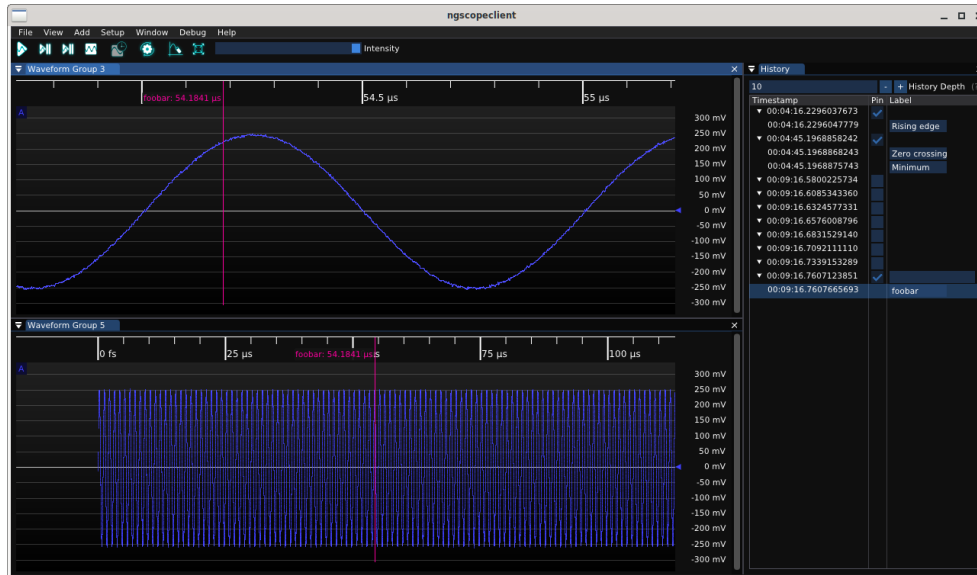 ngscopeclient
File View Add Setup Window Debug Help
Intensity
Waveform Group 3
foobar: 54.1841 µs
54.5 µs
55 µs
A
300 mV
250 mV
200 mV
150 mV
100 mV
50 mV
0 mV
-50 mV
-100 mV
-150 mV
-200 mV
-250 mV
-300 mV
Waveform Group 5
0 fs
25 µs
foobar: 54.1841 µs
75 µs
100 µs
A
300 mV
250 mV
200 mV
150 mV
100 mV
50 mV
0 mV
-50 mV
-100 mV
-150 mV
-200 mV
-250 mV
-300 mV
History
10 - + History Depth
Timestamp Pin Label
00:04:16.2296037673
00:04:16.2296047779 Rising edge
00:04:45.1968858242
00:04:45.1968868243 Zero crossing
00:04:45.1968875743 Minimum
00:09:16.5800225734
00:09:16.6085343360
00:09:16.6324577331
00:09:16.6576008796
00:09:16.6831529140
00:09:16.7092111110
00:09:16.7339153289
00:09:16.7607123851
00:09:16.7607665693 foobar